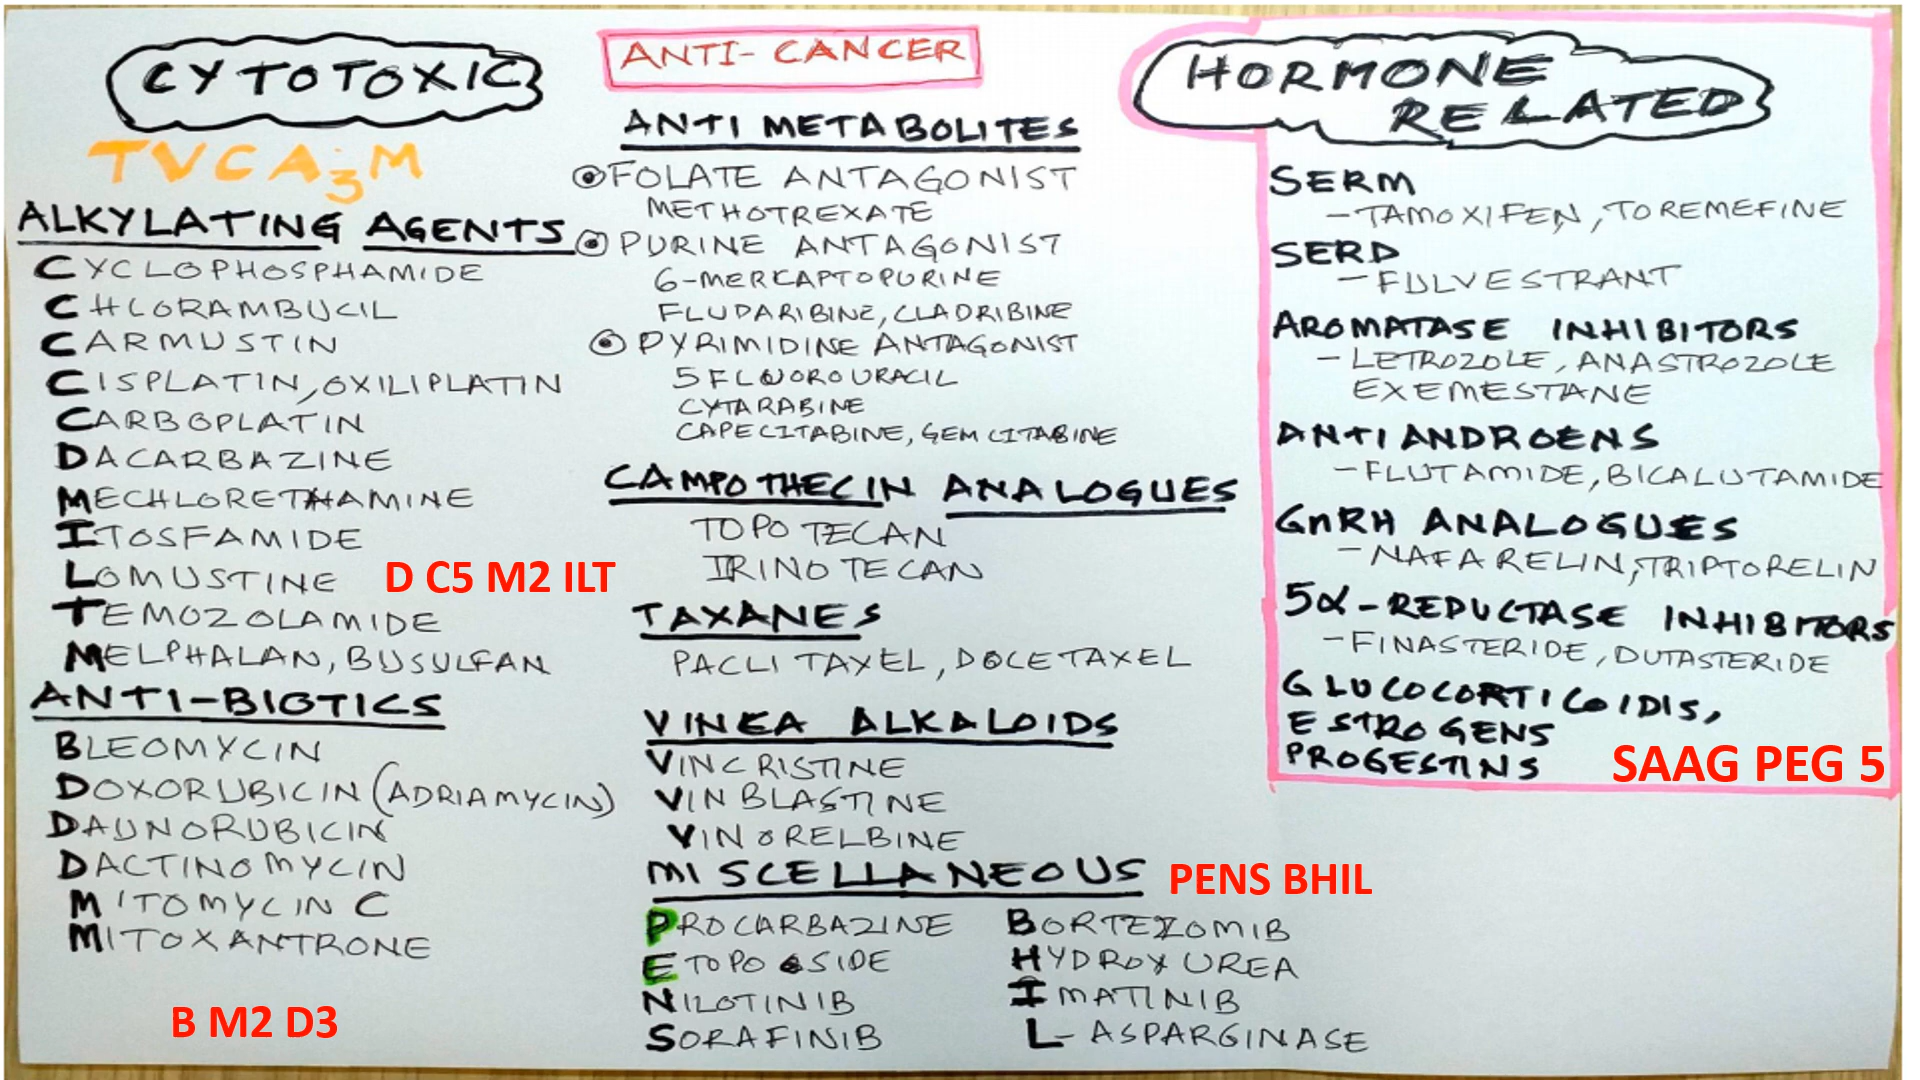 ANTI-CANCER
CYTOTOXIC
TVCA3M
ALKYLATING AGENTS
CYCLOPHOSPHAMIDE
CHLORAMBUCIL
CARMUSTIN
CISPLATIN, OXILIPLATIN
CARBOPLATIN
DACARBAZINE
MECHLORETHAMINE
ITOSFAMIDE
LOMUSTINE
D C5 M2 ILT
TEMOZOLAMIDE
MELPHALAN, BUSULFAN
ANTI-BIOTICS
BLEOMYCIN
DOXORUBICIN (ADRIAMYCIN)
DAUNORUBICIN
DACTINOMYCIN
MITOMYCIN C
MITOXANTRONE
B M2 D3
ANTI METABOLITES
FOLATE ANTAGONIST
METHOTREXATE
PURINE ANTAGONIST
6-MERCAPTOPURINE
FLUDARIBINE, CLADRIBINE
PYRIMIDINE ANTAGONIST
5 FLUOROURACIL
CYTARABINE
CAPECITABINE, GEMCITABINE
CAMPOTHECIN ANALOGUES
TOPOTECAN
IRINOTECAN
TAXANES
PACLITAXEL, DOCETAXEL
VINCA ALKALOIDS
VINCRISTINE
VINBLASTINE
VINORELBINE
MISCELLANEOUS
PENS BHIL
PROCARBAZINE
ETOPOSIDE
NILOTINIB
SORAFINIB
BORTEZOMIB
HYDROXUREA
IMATINIB
L-ASPARGINASE
HORMONE
RELATED
SERM
-TAMOXIFEN, TOREMEFINE
SERD
-FULVESTRANT
AROMATASE INHIBITORS
-LETROZOLE, ANASTROZOLE
EXEMESTANE
ANTIANDROENS
-FLUTAMIDE, BICALUTAMIDE
GnRH ANALOGUES
-NAFARELIN, TRIPTORELIN
5α-REDUCTASE INHIBITORS
-FINASTERIDE, DUTASTERIDE
GLUCOCORTICOIDIS,
ESTROGENS
PROGESTINS
SAAG PEG 5